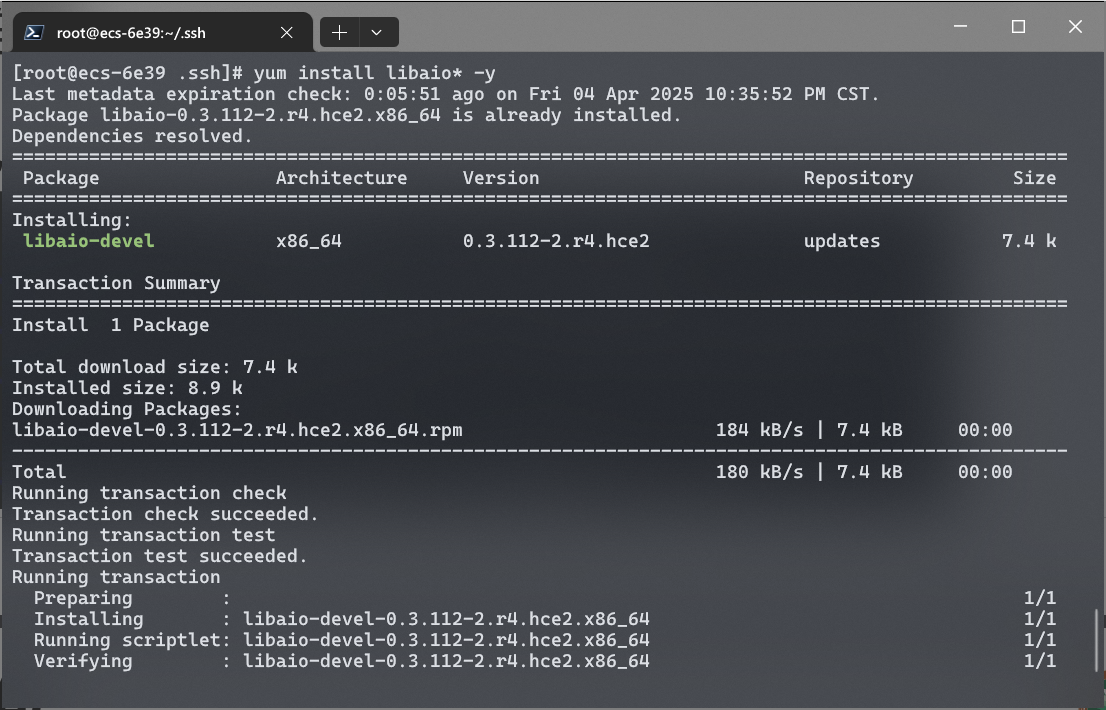 root@ecs-6e39:~/.ssh
[root@ecs-6e39 .ssh]# yum install libaio* -y
Last metadata expiration check: 0:05:51 ago on Fri 04 Apr 2025 10:35:52 PM CST.
Package libaio-0.3.112-2.r4.hce2.x86_64 is already installed.
Dependencies resolved.
================================================================================================
 Package                Architecture     Version                        Repository         Size
================================================================================================
Installing:
 libaio-devel           x86_64           0.3.112-2.r4.hce2              updates           7.4 k

Transaction Summary
================================================================================================
Install  1 Package

Total download size: 7.4 k
Installed size: 8.9 k
Downloading Packages:
libaio-devel-0.3.112-2.r4.hce2.x86_64.rpm                       184 kB/s | 7.4 kB     00:00
------------------------------------------------------------------------------------------------
Total                                                           180 kB/s | 7.4 kB     00:00
Running transaction check
Transaction check succeeded.
Running transaction test
Transaction test succeeded.
Running transaction
  Preparing        :                                                                        1/1
  Installing       : libaio-devel-0.3.112-2.r4.hce2.x86_64                                  1/1
  Running scriptlet: libaio-devel-0.3.112-2.r4.hce2.x86_64                                  1/1
  Verifying        : libaio-devel-0.3.112-2.r4.hce2.x86_64                                  1/1